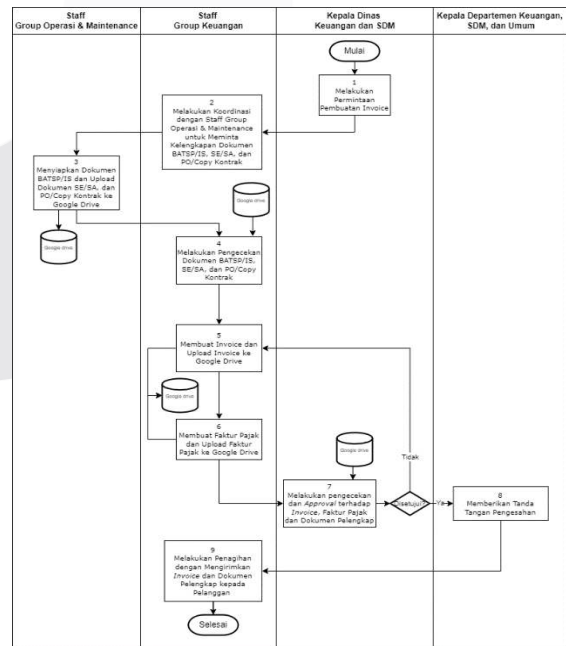 Staff
Group Operasi & Maintenance
Staff
Group Keuangan
Kepala Dinas
Keuangan dan SDM
Kepala Departemen Keuangan,
SDM, dan Umum
Mulai
1
Melakukan
Permintaan
Pembuatan Invoice
2
Melakukan Koordinasi
dengan Staff Group
Operasi & Maintenance
untuk Meminta
Kelengkapan Dokumen
BATSP/IS, SE/SA, dan
PO/Copy Kontrak
3
Menyiapkan Dokumen
BATSP/IS dan Upload
Dokumen SE/SA, dan
PO/Copy Kontrak ke
Google Drive
Google drive
Google drive
4
Melakukan Pengecekan
Dokumen BATSP/IS,
SE/SA, dan PO/Copy
Kontrak
5
Membuat Invoice dan
Upload Invoice ke
Google Drive
Google drive
6
Membuat Faktur Pajak
dan Upload Faktur
Pajak ke Google Drive
Google drive
Tidak
7
Melakukan pengecekan
dan Approval terhadap
Invoice, Faktur Pajak
dan Dokumen Pelengkap
Disetujui?
Ya
8
Memberikan Tanda
Tangan Pengesahan
9
Melakukan Penagihan
dengan Mengirimkan
Invoice dan Dokumen
Pelengkap kepada
Pelanggan
Selesai